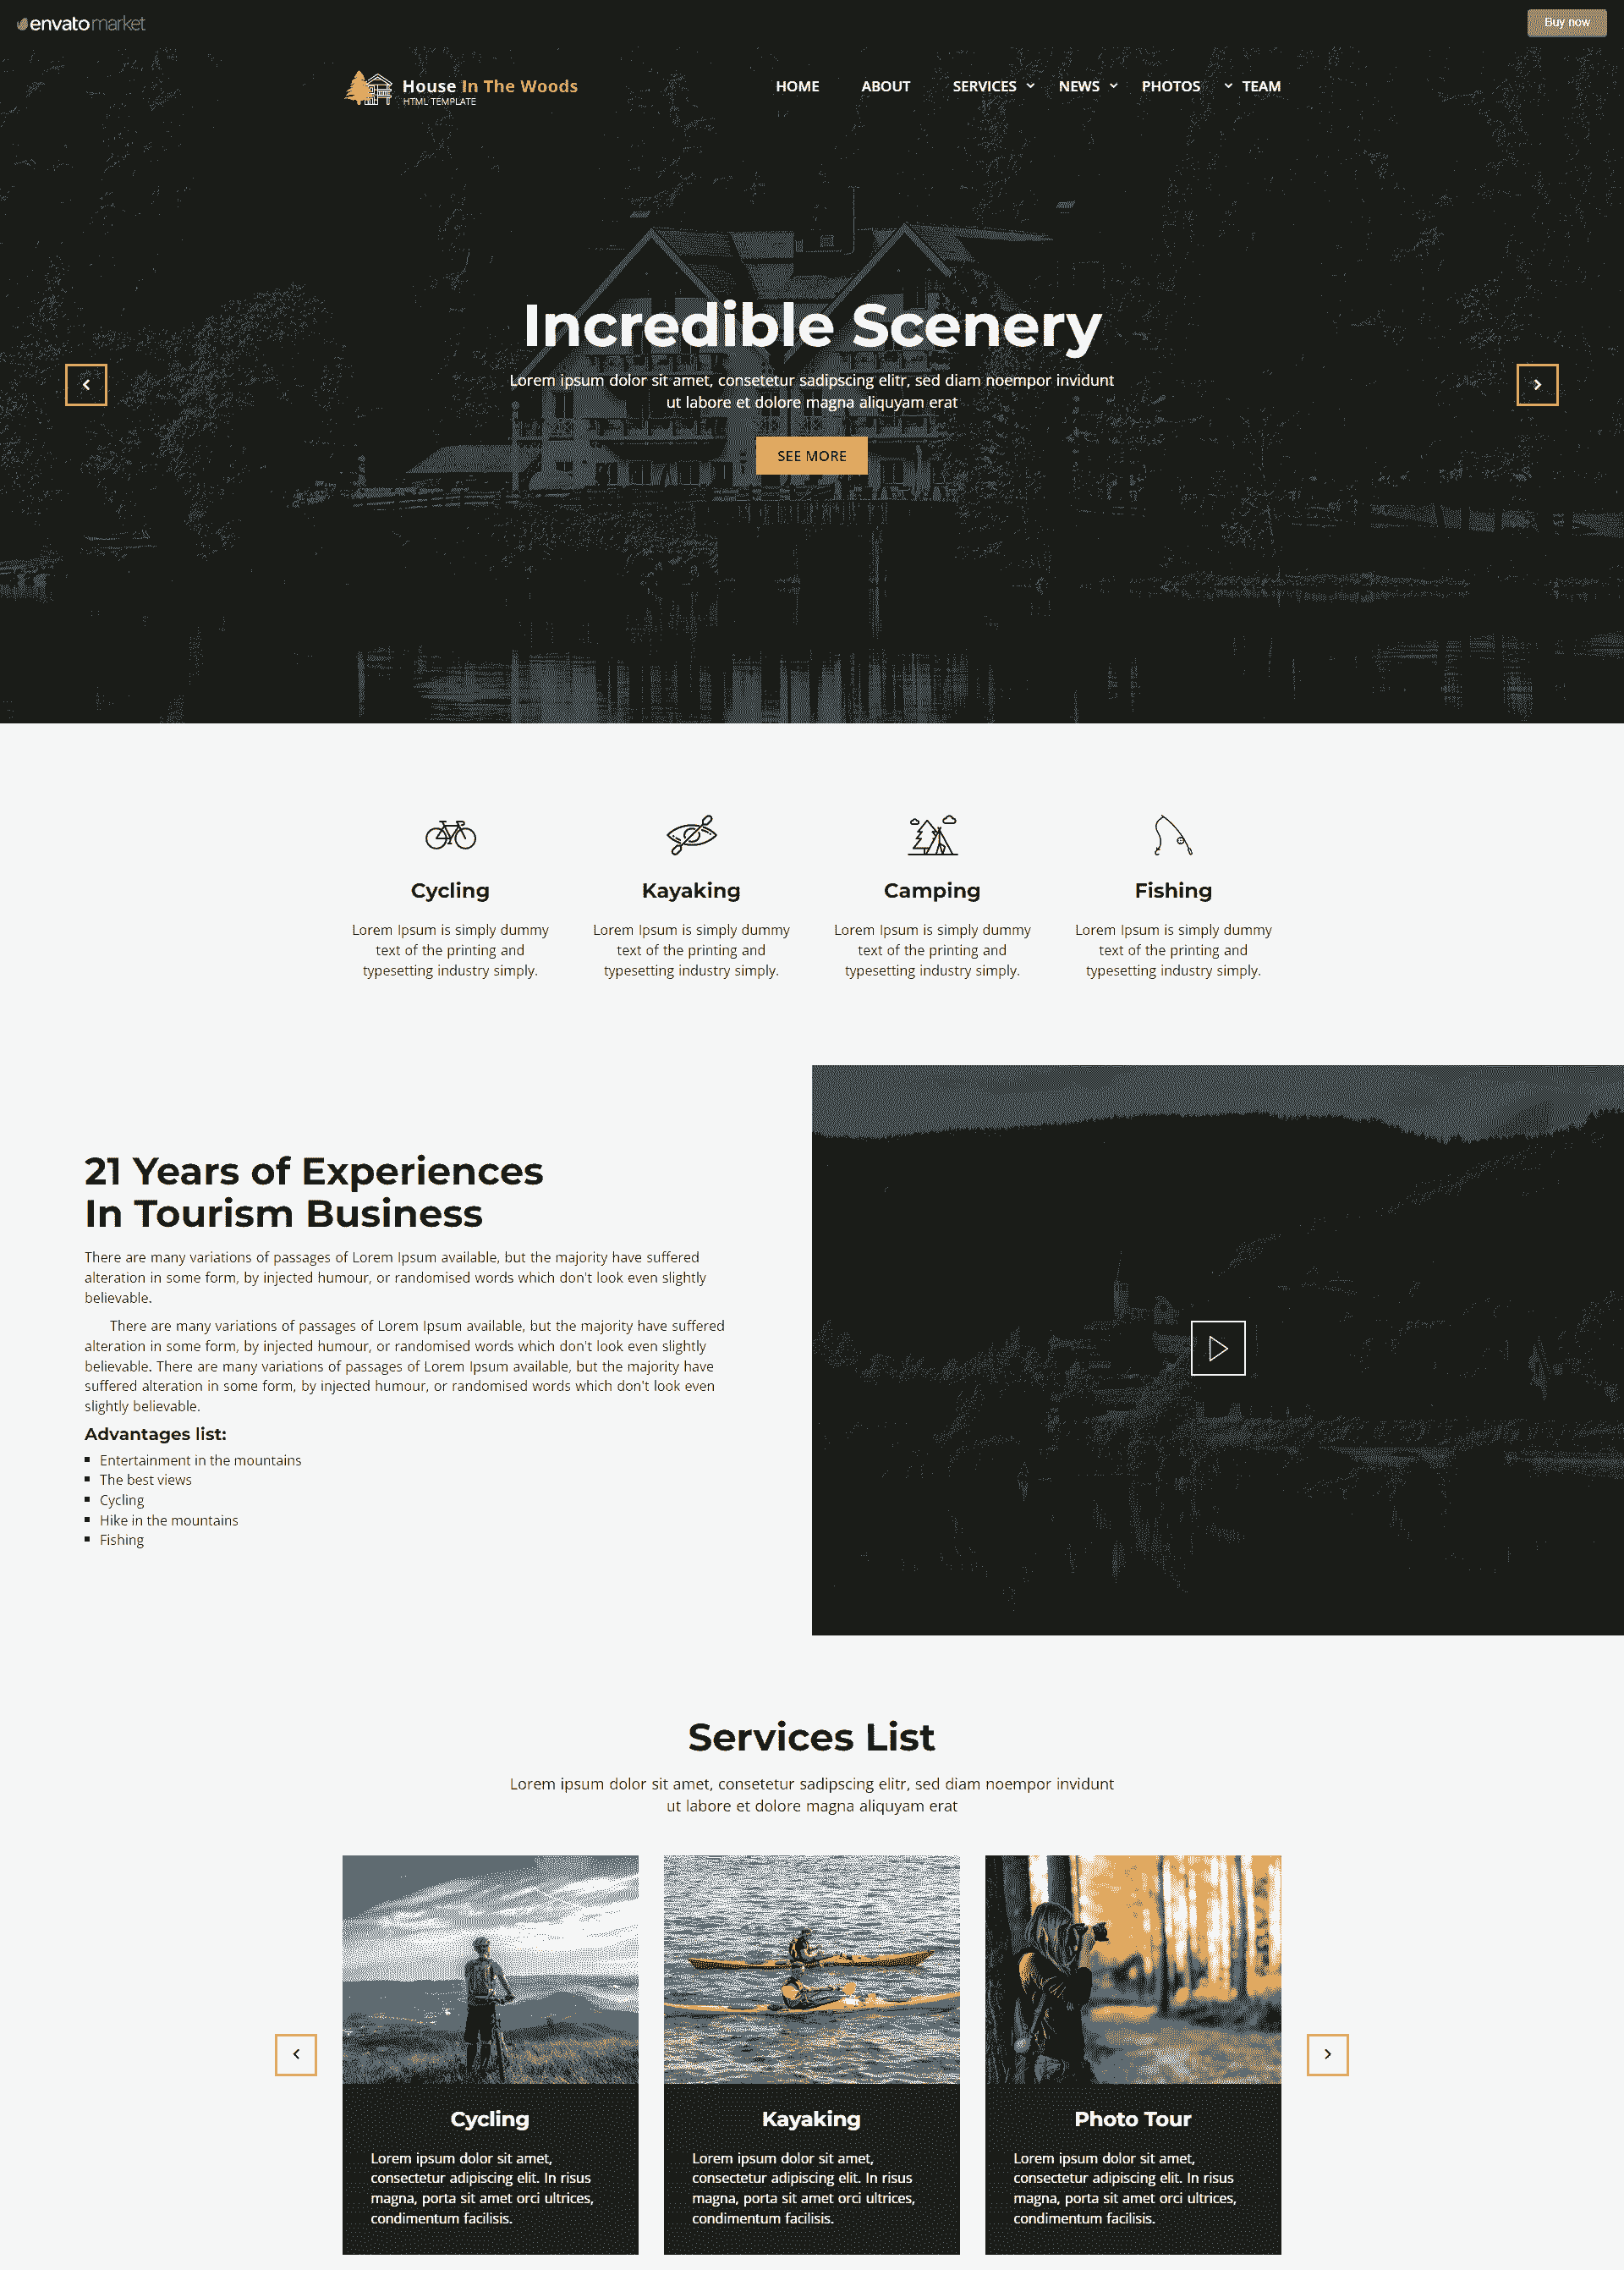 envato market
Buy now
House In The Woods
HTML TEMPLATE
HOME ABOUT SERVICES NEWS PHOTOS TEAM
Incredible Scenery
Lorem ipsum dolor sit amet, consetetur sadipscing elitr, sed diam noempor invidunt
ut labore et dolore magna aliquyam erat
SEE MORE
Cycling
Lorem Ipsum is simply dummy
text of the printing and
typesetting industry simply.
Kayaking
Lorem Ipsum is simply dummy
text of the printing and
typesetting industry simply.
Camping
Lorem Ipsum is simply dummy
text of the printing and
typesetting industry simply.
Fishing
Lorem Ipsum is simply dummy
text of the printing and
typesetting industry simply.
21 Years of Experiences
In Tourism Business
There are many variations of passages of Lorem Ipsum available, but the majority have suffered
alteration in some form, by injected humour, or randomised words which don't look even slightly
believable.
There are many variations of passages of Lorem Ipsum available, but the majority have suffered
alteration in some form, by injected humour, or randomised words which don't look even slightly
believable. There are many variations of passages of Lorem Ipsum available, but the majority have
suffered alteration in some form, by injected humour, or randomised words which don't look even
slightly believable.
Advantages list:
Entertainment in the mountains
The best views
Cycling
Hike in the mountains
Fishing
Services List
Lorem ipsum dolor sit amet, consetetur sadipscing elitr, sed diam noempor invidunt
ut labore et dolore magna aliquyam erat
Cycling
Lorem ipsum dolor sit amet,
consectetur adipiscing elit. In risus
magna, porta sit amet orci ultrices,
condimentum facilisis.
Kayaking
Lorem ipsum dolor sit amet,
consectetur adipiscing elit. In risus
magna, porta sit amet orci ultrices,
condimentum facilisis.
Photo Tour
Lorem ipsum dolor sit amet,
consectetur adipiscing elit. In risus
magna, porta sit amet orci ultrices,
condimentum facilisis.